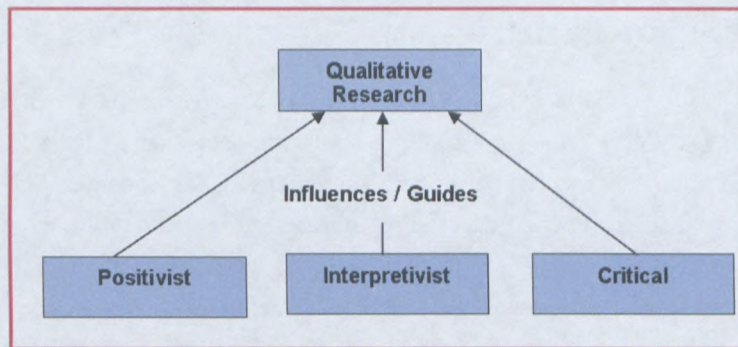 Qualitative
Research
Influences / Guides
Positivist
Interpretivist
Critical